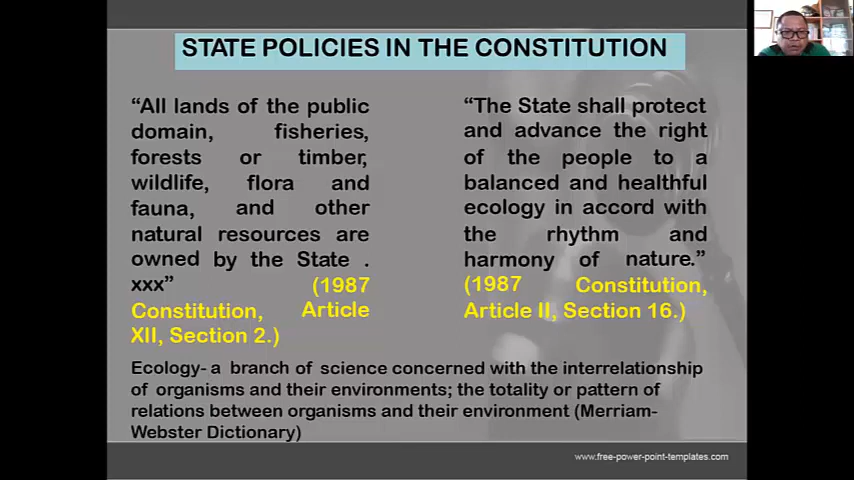 STATE POLICIES IN THE CONSTITUTION
“All lands of the public
domain, fisheries,
forests or timber,
wildlife, flora and
fauna, and other
natural resources are
owned by the State .
xxx” (1987
Constitution, Article
XII, Section 2.)
“The State shall protect
and advance the right
of the people to a
balanced and healthful
ecology in accord with
the rhythm and
harmony of nature.”
(1987 Constitution,
Article II, Section 16.)
Ecology- a branch of science concerned with the interrelationship
of organisms and their environments; the totality or pattern of
relations between organisms and their environment (Merriam-
Webster Dictionary)
www.free-power-point-templates.com